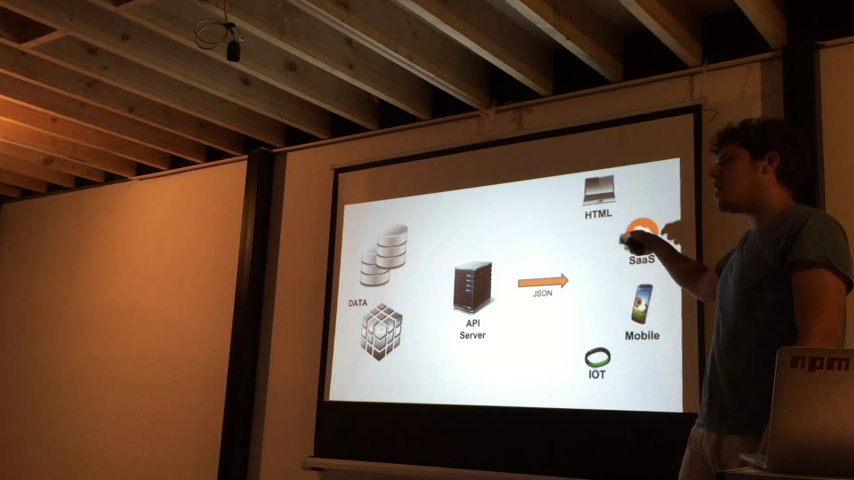 HTML
SaaS
DATA
JSON
API
Server
Mobile
IOT
npm